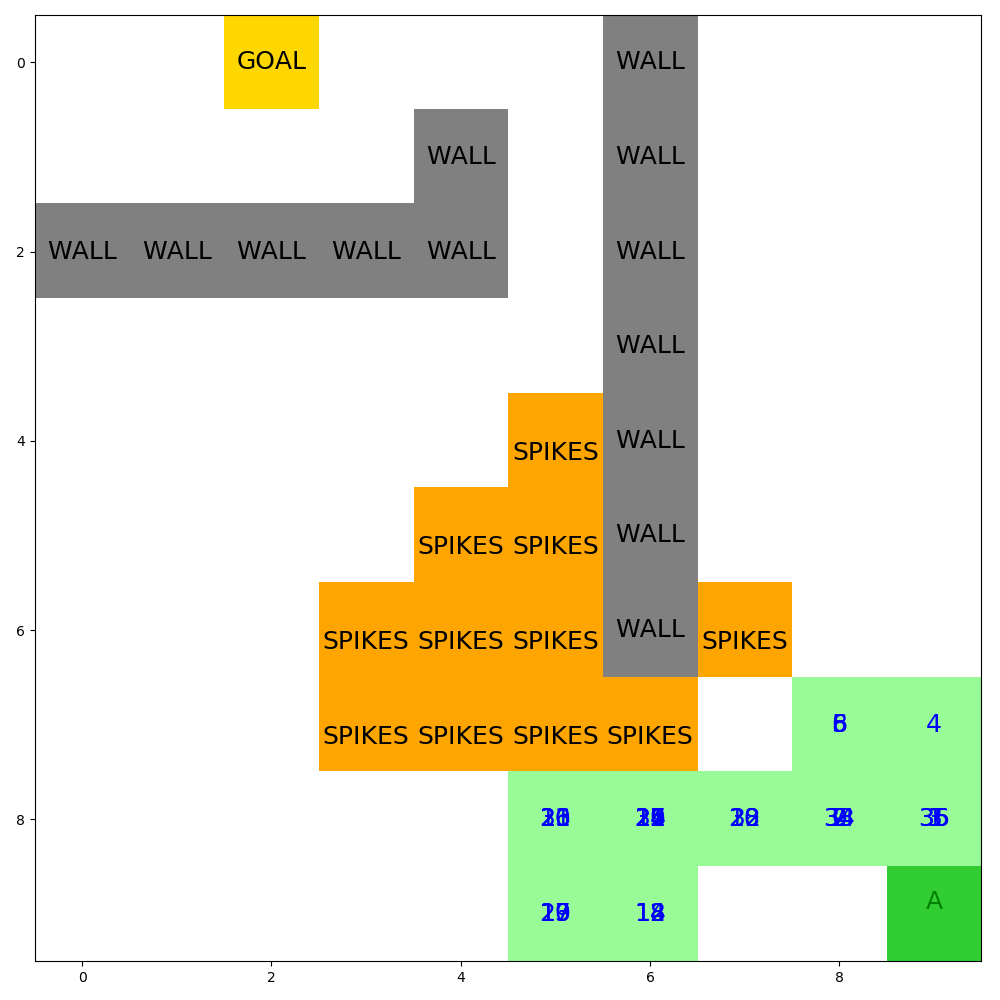 GOAL WALL
0
WALL WALL
WALL WALL WALL WALL WALL WALL
2
WALL
SPIKES WALL
4
SPIKES SPIKES WALL
SPIKES SPIKES SPIKES WALL SPIKES
6
SPIKES SPIKES SPIKES SPIKES
4
8
A
0 2 4 6 8